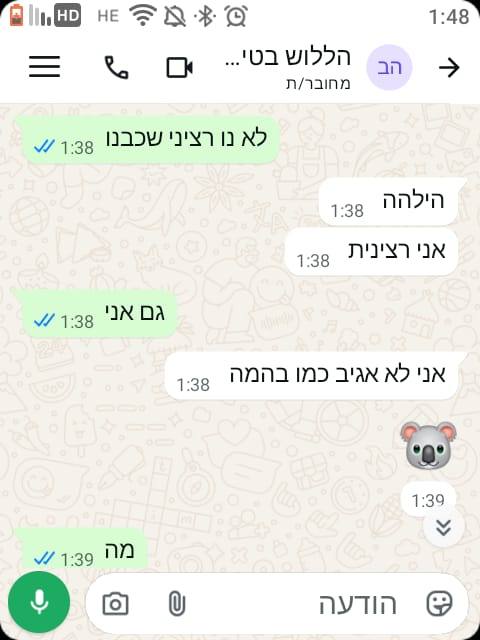 HD HE 1:48
הללוש בטי...
מחובר/ת
הב
לא נו רציני שכבנו
1:38
הילהה
1:38
אני רצינית
1:38
גם אני
1:38
אני לא אגיב כמו בהמה
1:38
🐨
1:39
מה
1:39
הודעה